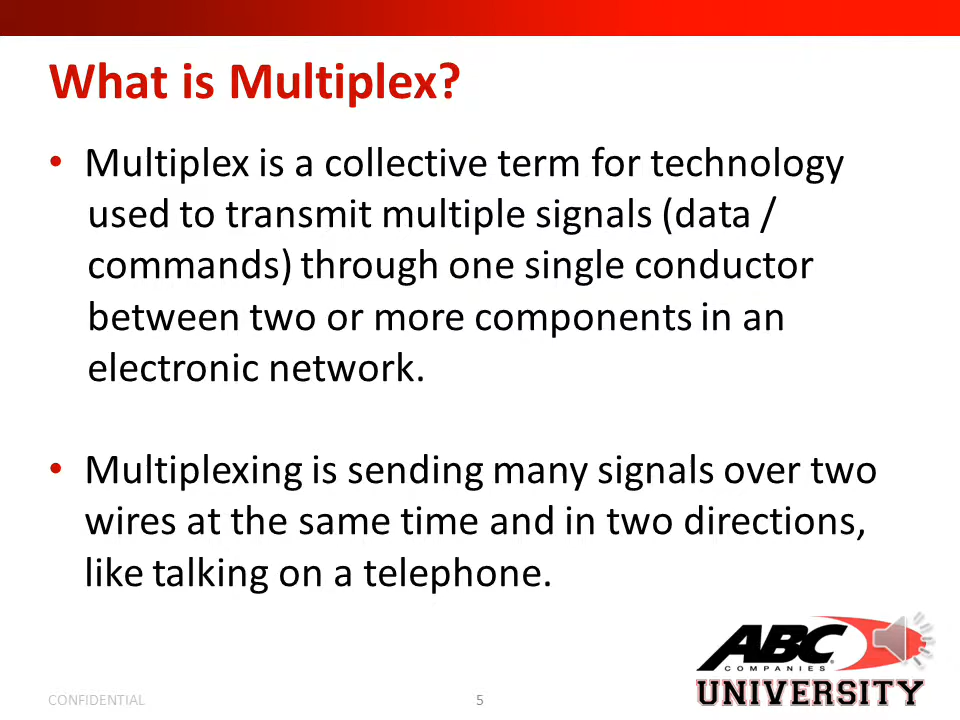 What is Multiplex?
• Multiplex is a collective term for technology
used to transmit multiple signals (data /
commands) through one single conductor
between two or more components in an
electronic network.
• Multiplexing is sending many signals over two
wires at the same time and in two directions,
like talking on a telephone.
ABC
COMPANIES
UNIVERSITY
CONFIDENTIAL
5